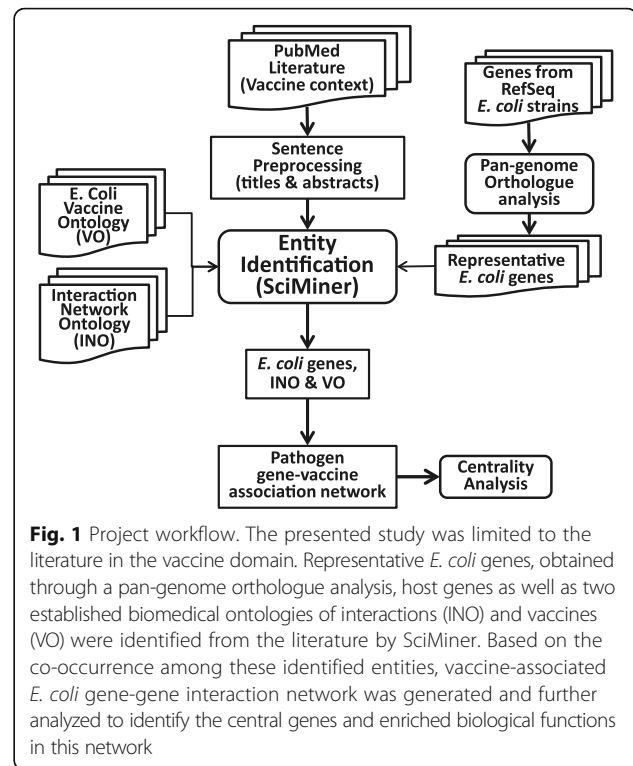 PubMed
Literature
(Vaccine context)
Genes from
RefSeq
E. coli strains
Sentence
Preprocessing
(titles & abstracts)
Pan-genome
Orthologue
analysis
E. Coli
Vaccine
Ontology
(VO)
Entity
Identification
(SciMiner)
Representative
E. coli genes
Interaction
Network
Ontology
(INO)
E. coli genes,
INO & VO
Pathogen
gene-vaccine
association network
Centrality
Analysis
Fig. 1 Project workflow. The presented study was limited to the
literature in the vaccine domain. Representative E. coli genes, obtained
through a pan-genome orthologue analysis, host genes as well as two
established biomedical ontologies of interactions (INO) and vaccines
(VO) were identified from the literature by SciMiner. Based on the
co-occurrence among these identified entities, vaccine-associated
E. coli gene-gene interaction network was generated and further
analyzed to identify the central genes and enriched biological functions
in this network